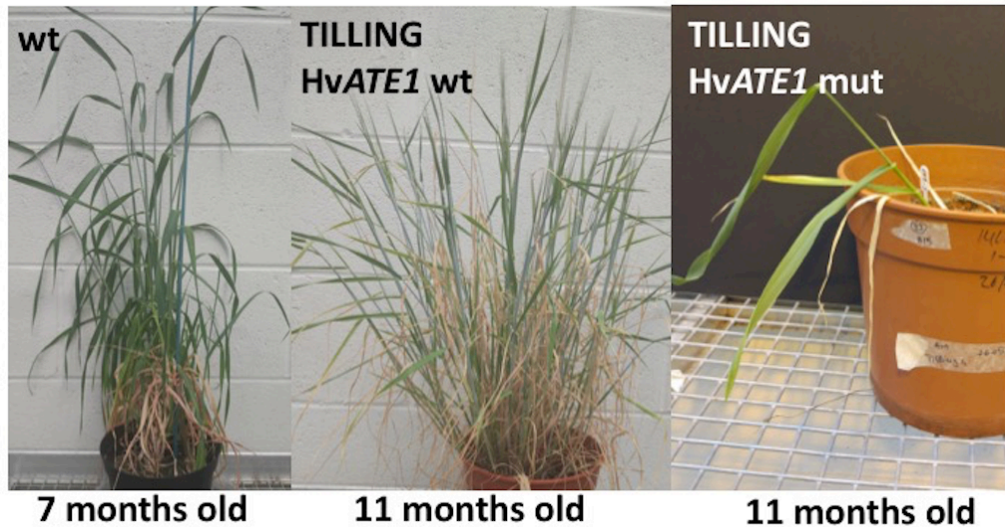 wt
TILLING
HvATE1 wt
TILLING
HvATE1 mut
7 months old
11 months old
11 months old